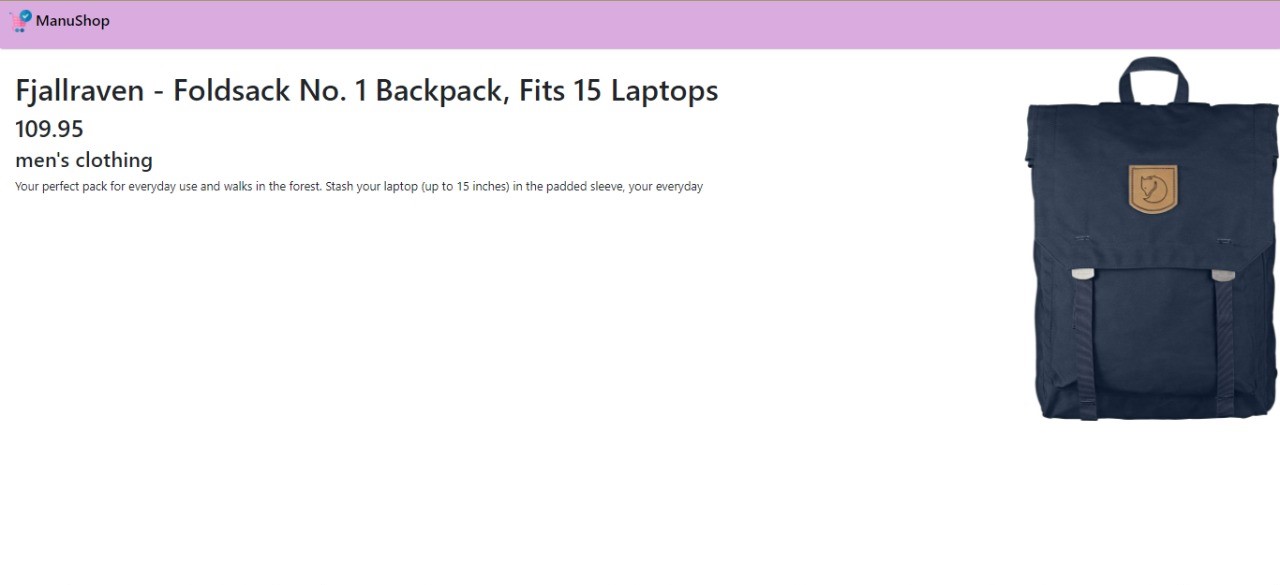 ManuShop
Fjallraven - Foldsack No. 1 Backpack, Fits 15 Laptops
109.95
men's clothing
Your perfect pack for everyday use and walks in the forest. Stash your laptop (up to 15 inches) in the padded sleeve, your everyday